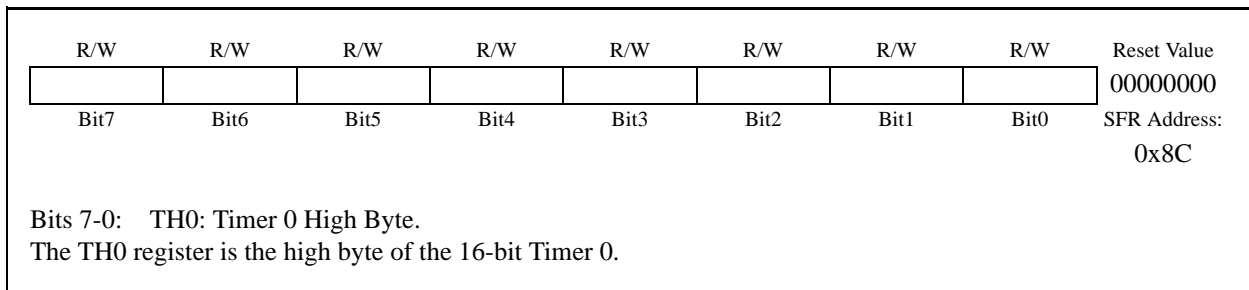 R/W R/W R/W R/W R/W R/W R/W R/W Reset Value
00000000
Bit7 Bit6 Bit5 Bit4 Bit3 Bit2 Bit1 Bit0 SFR Address:
0x8C
Bits 7-0: TH0: Timer 0 High Byte.
The TH0 register is the high byte of the 16-bit Timer 0.